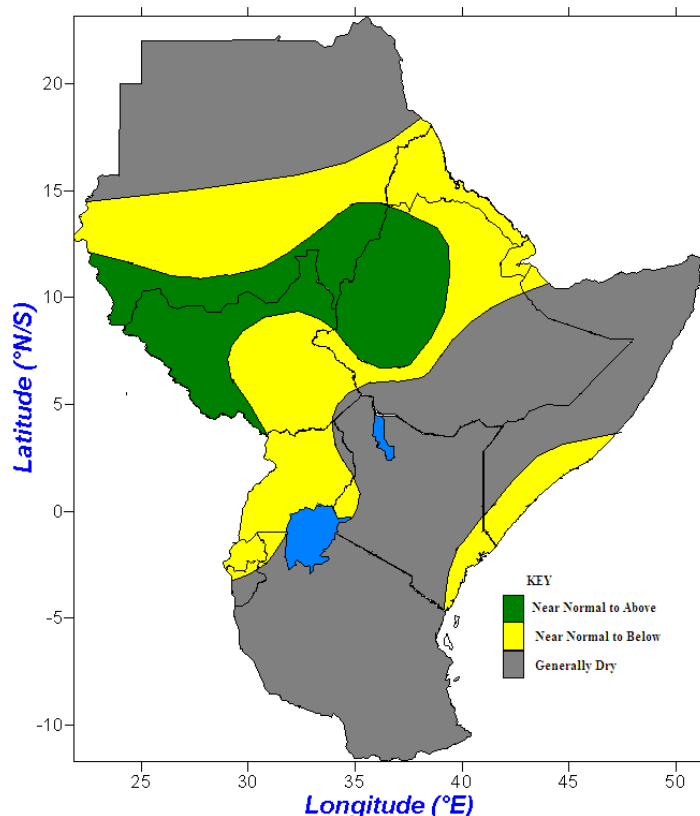 20
15
10
5
0
-5
-10
Latitude (°N/S)
KEY
Near Normal to Above
Near Normal to Below
Generally Dry
25
30
35
40
45
50
Longitude (°E)